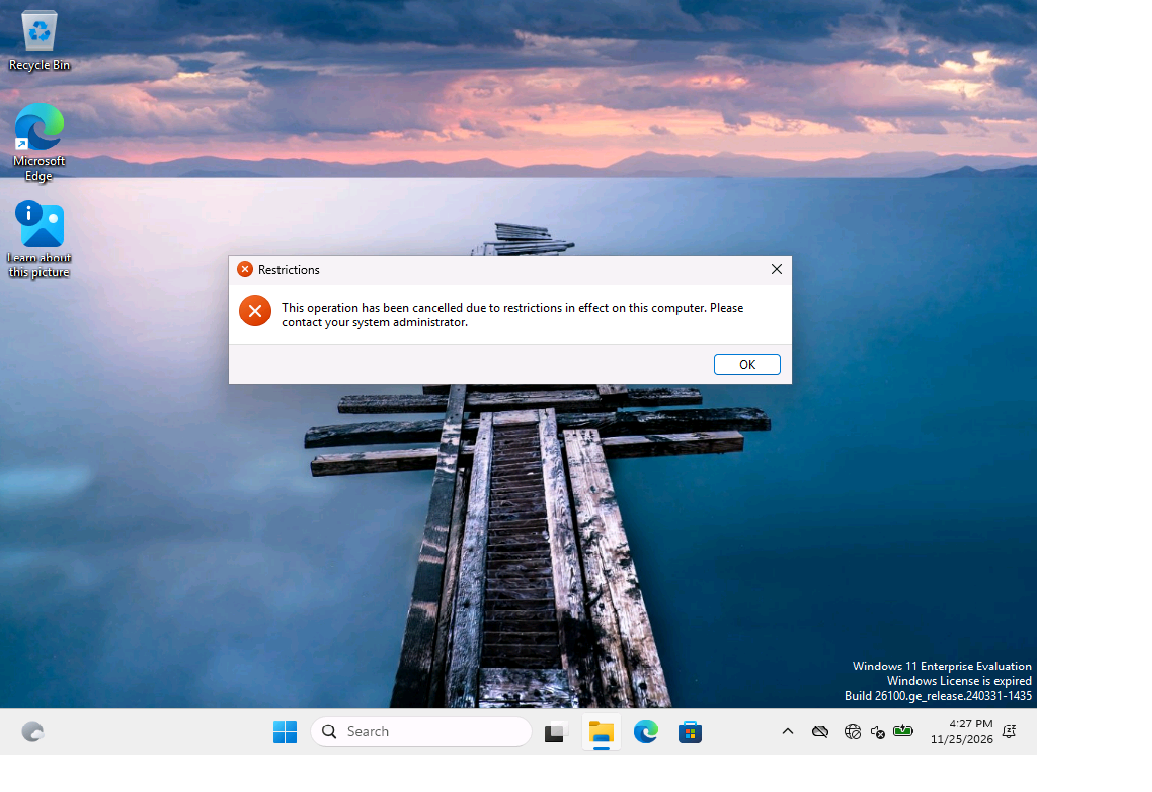 Recycle Bin
Microsoft
Edge
Learn about
this picture
Restrictions
This operation has been cancelled due to restrictions in effect on this computer. Please
contact your system administrator.
OK
Windows 11 Enterprise Evaluation
Windows License is expired
Build 26100.ge_release.240331-1435
Search
4:27 PM
11/25/2026